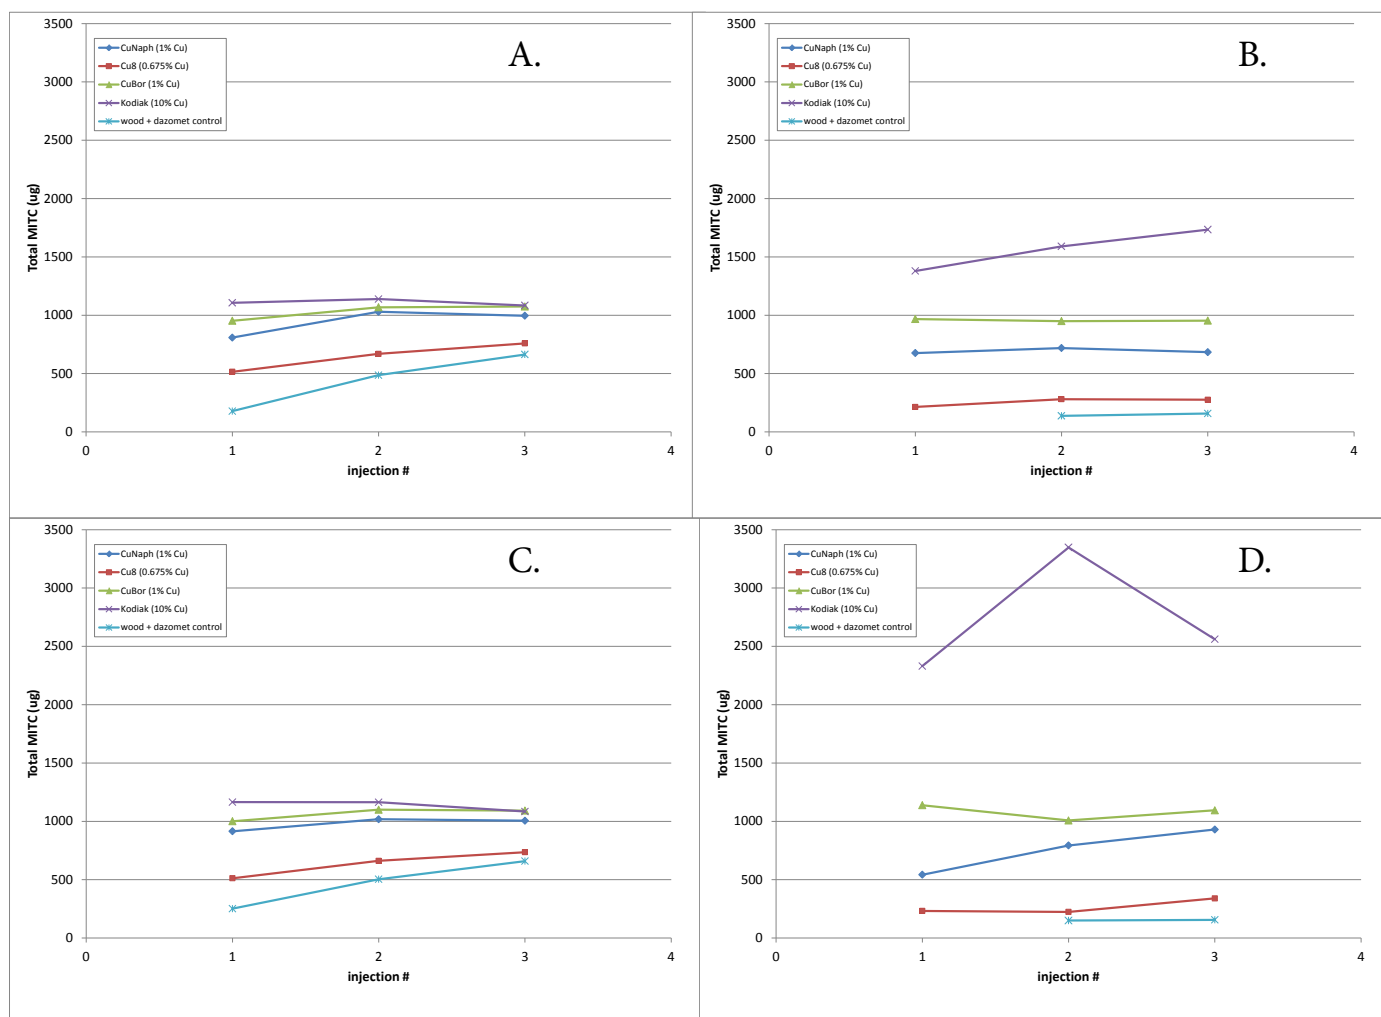 A.
CuNaph (1% Cu)
Cu8 (0.675% Cu)
CuBor (1% Cu)
Kodiak (10% Cu)
wood + dazomet control
3500
3000
2500
2000
1500
1000
500
0
Total MITC (ug)
0 1 2 3 4
injection #
B.
CuNaph (1% Cu)
Cu8 (0.675% Cu)
CuBor (1% Cu)
Kodiak (10% Cu)
wood + dazomet control
3500
3000
2500
2000
1500
1000
500
0
Total MITC (ug)
0 1 2 3 4
injection #
C.
CuNaph (1% Cu)
Cu8 (0.675% Cu)
CuBor (1% Cu)
Kodiak (10% Cu)
wood + dazomet control
3500
3000
2500
2000
1500
1000
500
0
Total MITC (ug)
0 1 2 3 4
injection #
D.
CuNaph (1% Cu)
Cu8 (0.675% Cu)
CuBor (1% Cu)
Kodiak (10% Cu)
wood + dazomet control
3500
3000
2500
2000
1500
1000
500
0
Total MITC (ug)
0 1 2 3 4
injection #